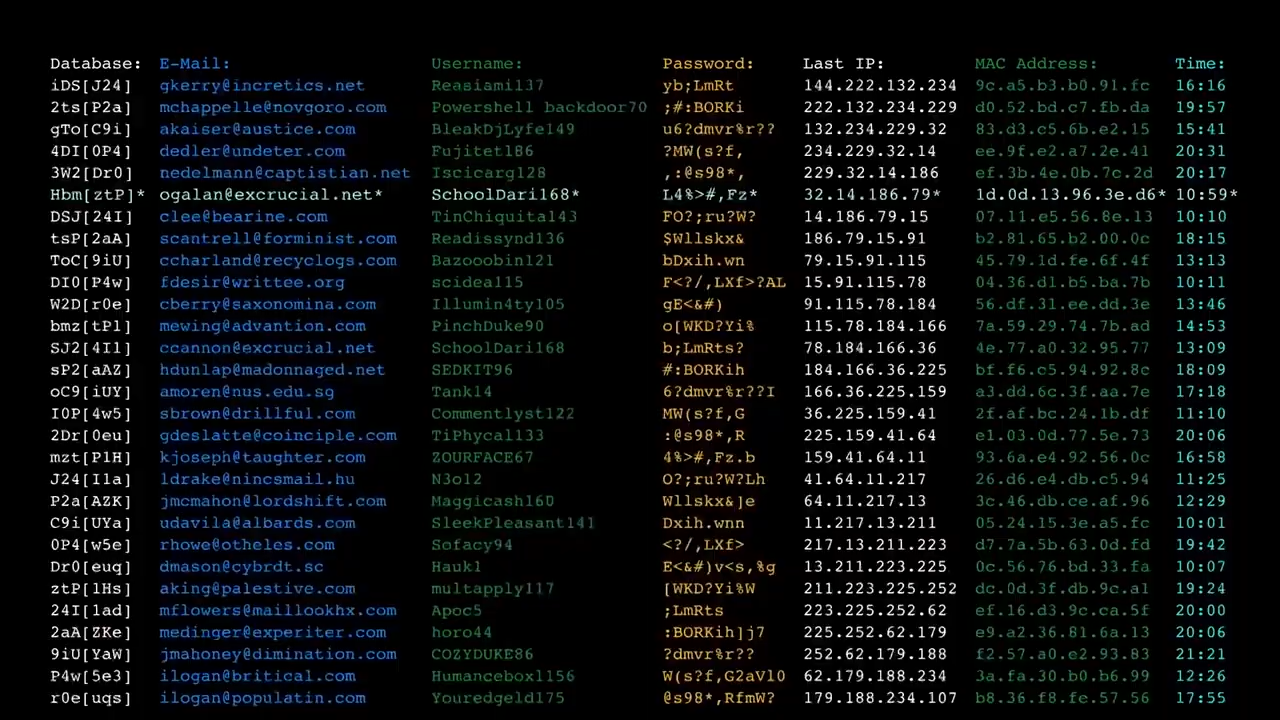 Database: E-Mail: Username: Password: Last IP: MAC Address: Time:
iDS[J24] gkerry@incretics.net Reasiami137 yb;LmRt 144.222.132.234 9c.a5.b3.b0.91.fc 16:16
2ts[P2a] mchappelle@novgoro.com Powershell backdoor70 ;#:BORKi 222.132.234.229 d0.52.bd.c7.fb.da 19:57
gTo[C9i] akaiser@austice.com BleakDjLyfe149 u6?dmvr%r?? 132.234.229.32 83.d3.c5.6b.e2.15 15:41
4DI[0P4] dedler@undeter.com Fujitet186 ?MW(s?f, 234.229.32.14 ee.9f.e2.a7.2e.41 20:31
3W2[Dr0] nedelmann@captistian.net Iscicarg128 ,:@s98*, 229.32.14.186 ef.3b.4e.0b.7c.2d 20:17
Hbm[ztP]* ogalan@excrucial.net* SchoolDari168* L4%>#,Fz* 32.14.186.79* 1d.0d.13.96.3e.d6* 10:59*
DSJ[24I] clee@bearine.com TinChiquita143 FO?;ru?W? 14.186.79.15 07.11.e5.56.8e.13 10:10
tsP[2aA] scantrell@forminist.com Readissynd136 $Wllskx& 186.79.15.91 b2.81.65.b2.00.0c 18:15
ToC[9iU] ccharland@recyclogs.com Bazooobin121 bDxih.wn 79.15.91.115 45.79.1d.fe.6f.4f 13:13
DI0[P4w] fdesir@writtee.org scidea115 F<?/,LXf>?AL 15.91.115.78 04.36.d1.b5.ba.7b 10:11
W2D[r0e] cberry@saxonomina.com Illumin4ty105 gE<&#) 91.115.78.184 56.df.31.ee.dd.3e 13:46
bmz[tP1] mewing@advantion.com PinchDuke90 o[WKD?Yi% 115.78.184.166 7a.59.29.74.7b.ad 14:53
SJ2[4I1] ccannon@excrucial.net SchoolDari168 b;LmRts? 78.184.166.36 4e.77.a0.32.95.77 13:09
sP2[aAZ] hdunlap@madonnaged.net SEDKIT96 #:BORKih 184.166.36.225 bf.f6.c5.94.92.8c 18:09
oC9[iUY] amoren@nus.edu.sg Tank14 6?dmvr%r??I 166.36.225.159 a3.dd.6c.3f.aa.7e 17:18
I0P[4w5] sbrown@drillful.com Commentlyst122 MW(s?f,G 36.225.159.41 2f.af.bc.24.1b.df 11:10
2Dr[0eu] gdeslatte@coinciple.com TiPhycal133 :@s98*,R 225.159.41.64 e1.03.0d.77.5e.73 20:06
mzt[P1H] kjoseph@taughter.com ZOURFACE67 4%>#,Fz.b 159.41.64.11 93.6a.e4.92.56.0c 16:58
J24[I1a] ldrake@nincsmail.hu N3o12 O?;ru?W?Lh 41.64.11.217 26.d6.e4.db.c5.94 11:25
P2a[AZK] jmcmahon@lordshift.com Maggicash160 Wllskx&]e 64.11.217.13 3c.46.db.ce.af.96 12:29
C9i[UYa] udavila@albards.com SleekPleasant141 Dxih.wnn 11.217.13.211 05.24.15.3e.a5.fc 10:01
0P4[w5e] rhowe@otheles.com Sofacy94 <?/,LXf> 217.13.211.223 d7.7a.5b.63.0d.fd 19:42
Dr0[euq] dmason@cybrdt.sc Hauk1 E<&#)v<s,%g 13.211.223.225 0c.56.76.bd.33.fa 10:07
ztP[1Hs] aking@palestive.com multapply117 [WKD?Yi%W 211.223.225.252 dc.0d.3f.db.9c.a1 19:24
24I[1ad] mflowers@maillookhx.com Apoc5 ;LmRts 223.225.252.62 ef.16.d3.9c.ca.5f 20:00
2aA[ZKe] medinger@experiter.com horo44 :BORKih]j7 225.252.62.179 e9.a2.36.81.6a.13 20:06
9iU[YaW] jmahoney@dimination.com COZYDUKE86 ?dmvr%r?? 252.62.179.188 f2.57.a0.e2.93.83 21:21
P4w[5e3] ilogan@britical.com Humancebox1156 W(s?f,G2aVl0 62.179.188.234 3a.fa.30.b0.b6.99 12:26
r0e[uqs] ilogan@populatin.com Youredgeld175 @s98*,RfmW? 179.188.234.107 b8.36.f8.fe.57.56 17:55